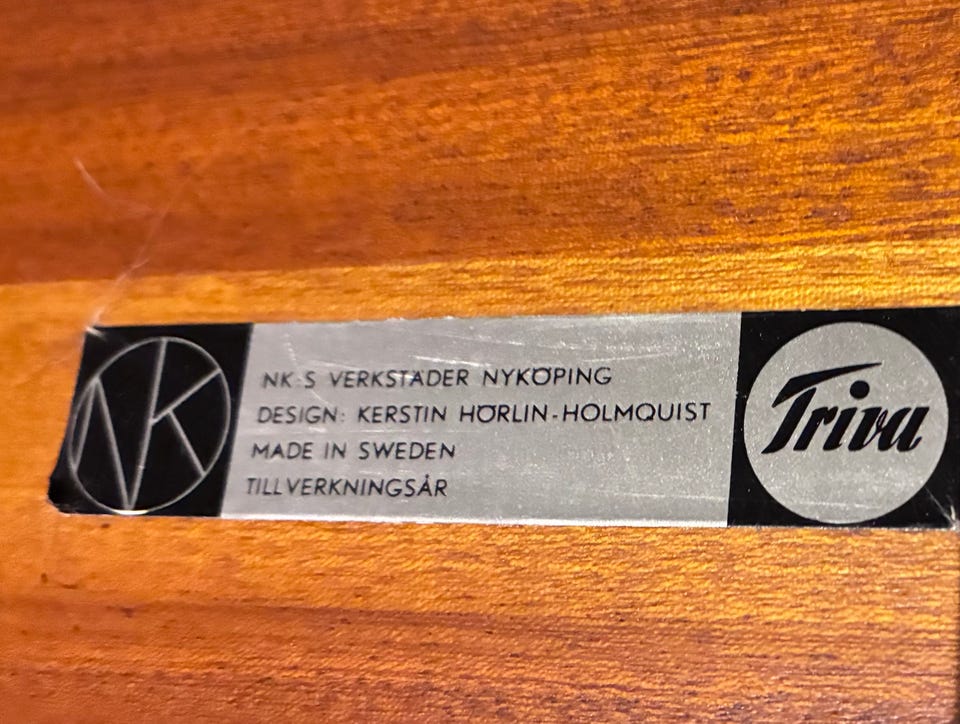 NK
NK:S VERKSTÄDER NYKÖPING
DESIGN: KERSTIN HÖRLIN-HOLMQUIST
MADE IN SWEDEN
TILLVERKNINGSÅR
Triva